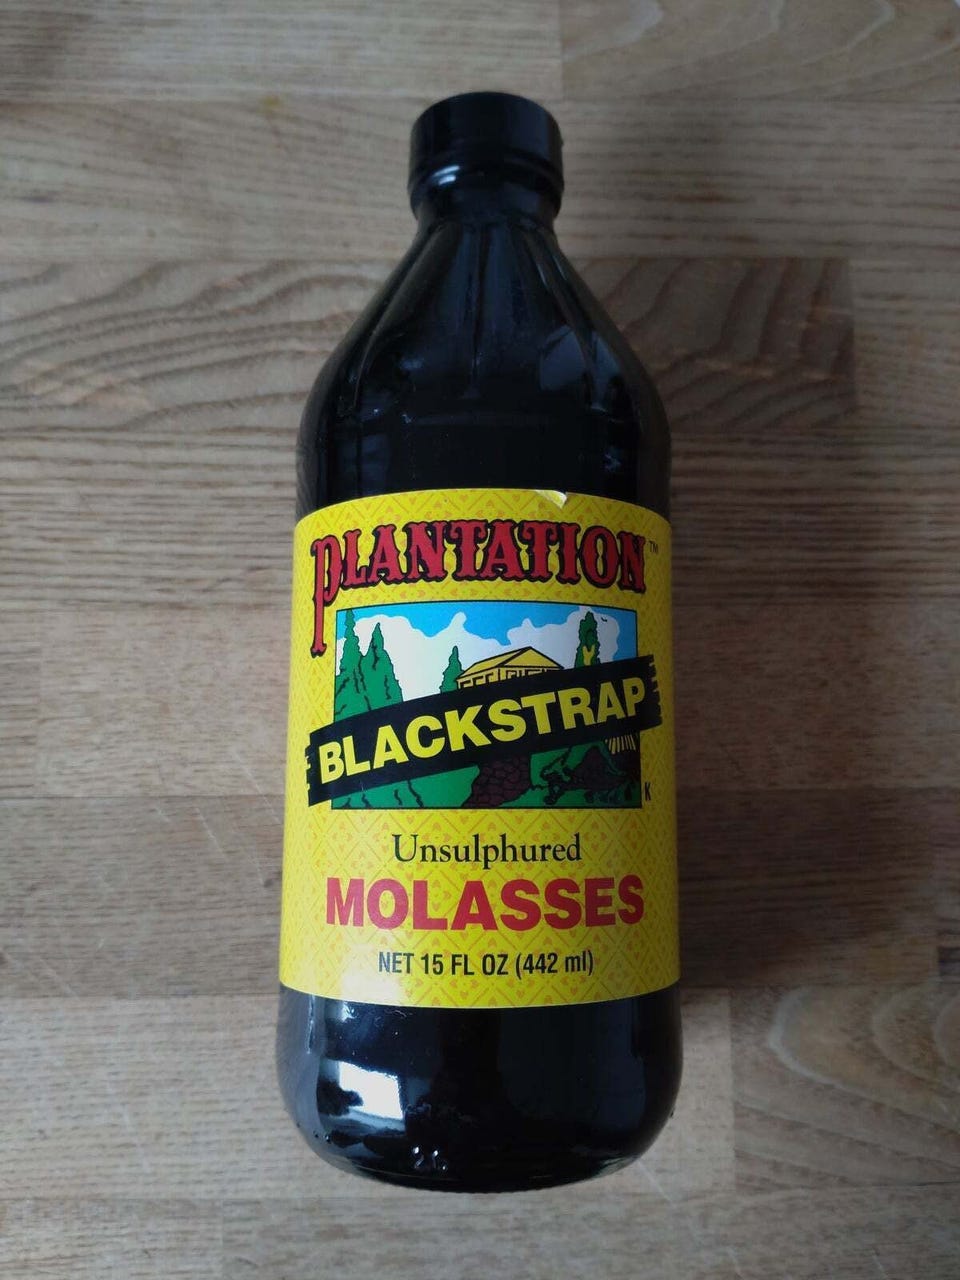 PLANTATION™
BLACKSTRAP
K
Unsulphured
MOLASSES
NET 15 FL OZ (442 ml)